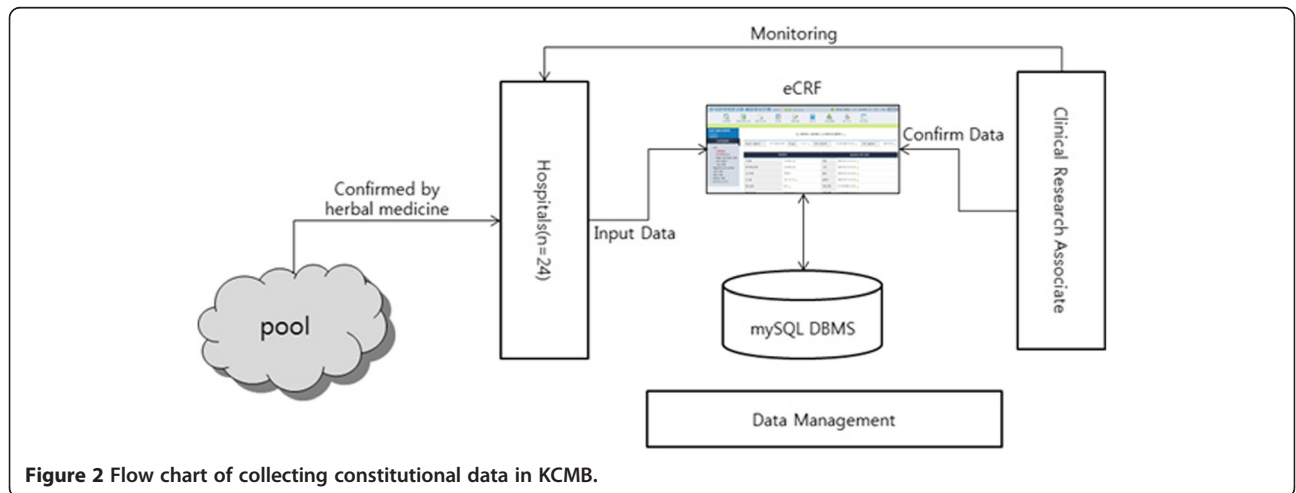 Monitoring
eCRF
Confirm Data
Clinical Research Associate
Hospitals(n=24)
Confirmed by
herbal medicine
Input Data
pool
mySQL DBMS
Data Management
Figure 2 Flow chart of collecting constitutional data in KCMB.